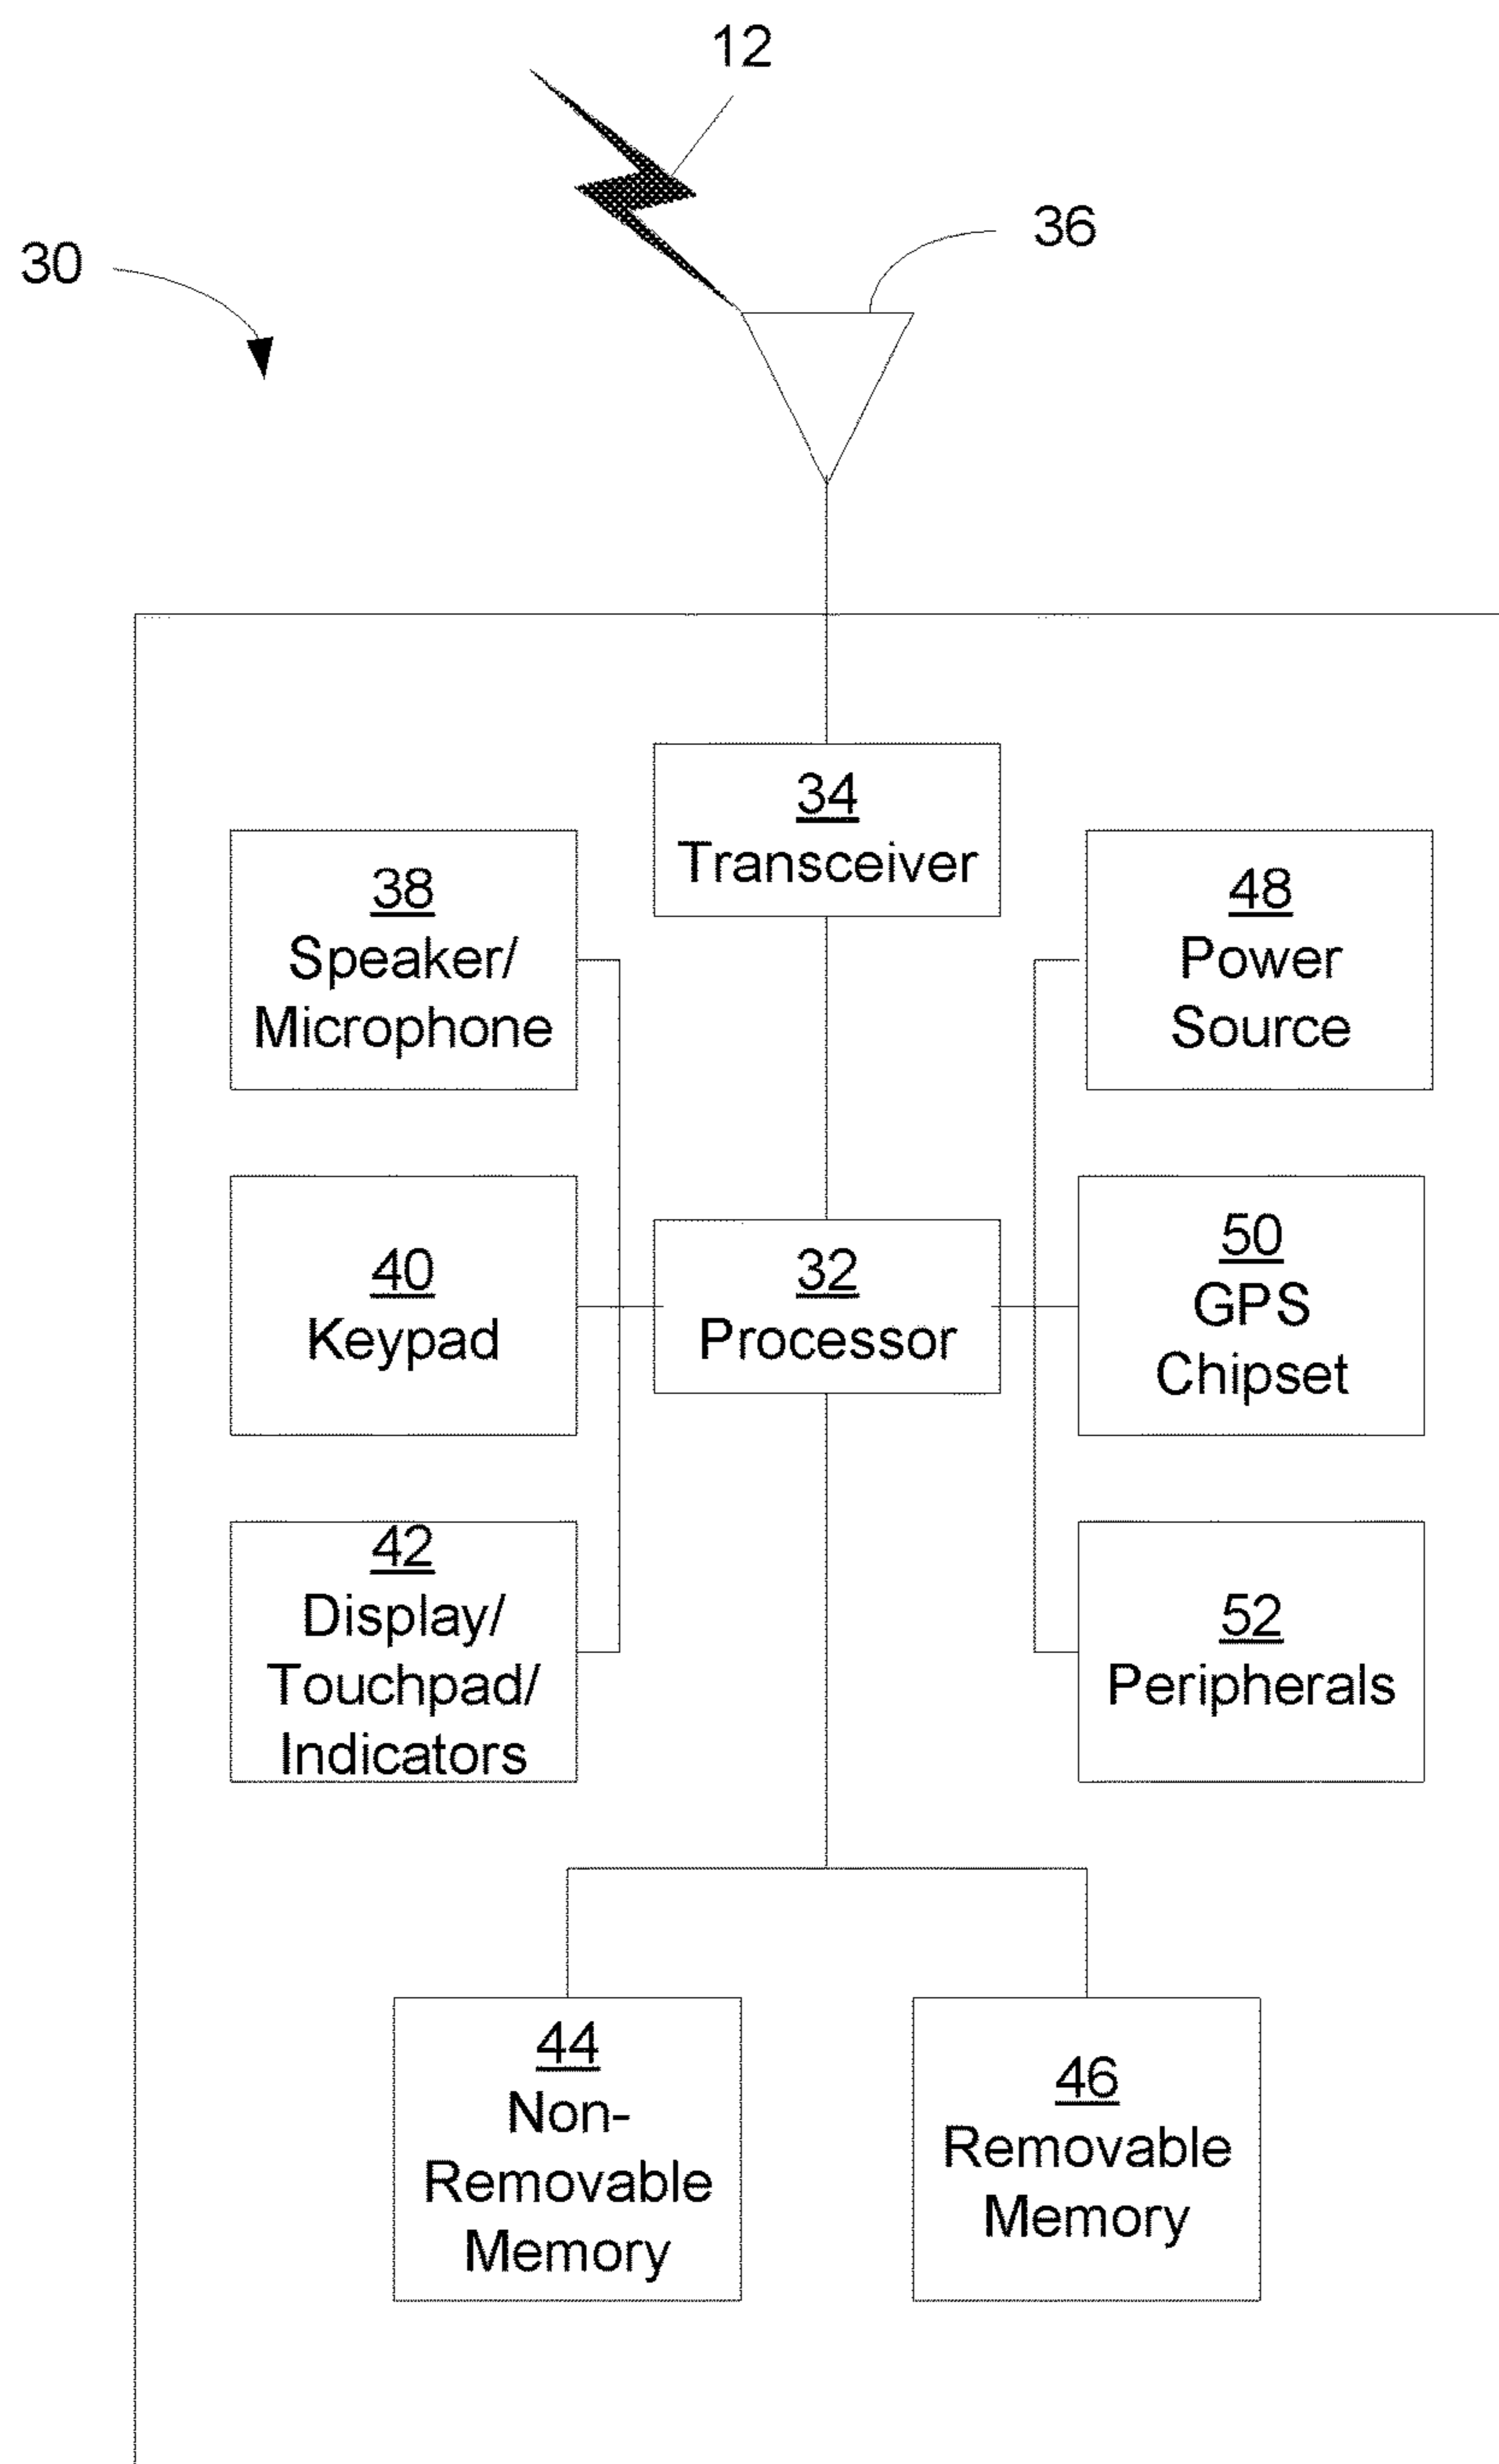 12
36
30
34
Transceiver
38
Speaker/
Microphone
48
Power
Source
40
Keypad
32
Processor
50
GPS
Chipset
42
Display/
Touchpad/
Indicators
52
Peripherals
44
Non-
Removable
Memory
46
Removable
Memory